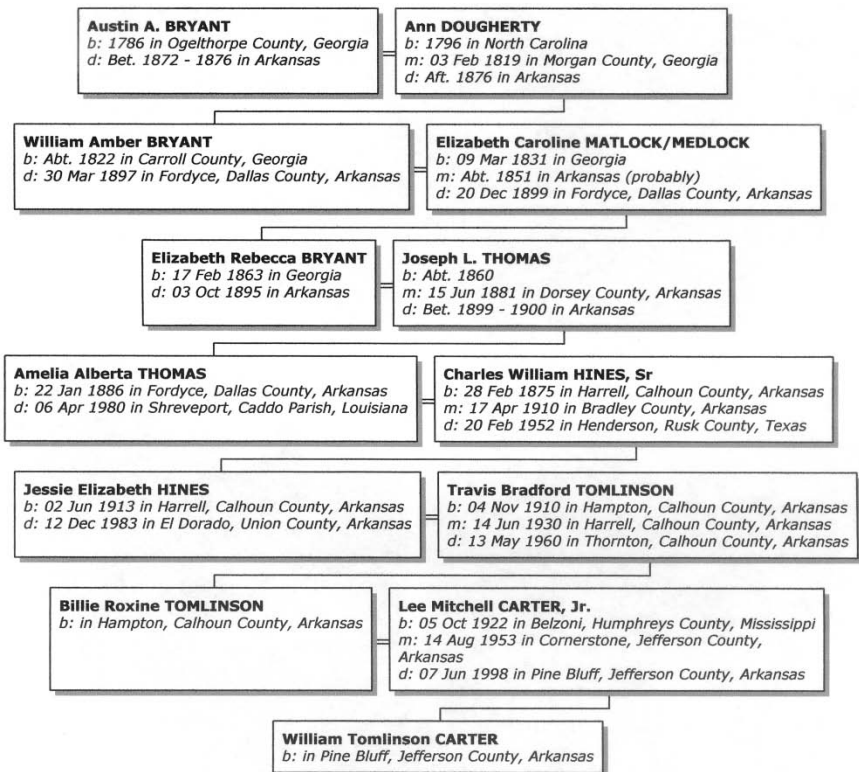 Austin A. BRYANT
b: 1786 in Ogelthorpe County, Georgia
d: Bet. 1872 - 1876 in Arkansas
Ann DOUGHERTY
b: 1796 in North Carolina
m: 03 Feb 1819 in Morgan County, Georgia
d: Aft. 1876 in Arkansas
William Amber BRYANT
b: Abt. 1822 in Carroll County, Georgia
d: 30 Mar 1897 in Fordyce, Dallas County, Arkansas
Elizabeth Caroline MATLOCK/MEDLOCK
b: 09 Mar 1831 in Georgia
m: Abt. 1851 in Arkansas (probably)
d: 20 Dec 1899 in Fordyce, Dallas County, Arkansas
Elizabeth Rebecca BRYANT
b: 17 Feb 1863 in Georgia
d: 03 Oct 1895 in Arkansas
Joseph L. THOMAS
b: Abt. 1860
m: 15 Jun 1881 in Dorsey County, Arkansas
d: Bet. 1899 - 1900 in Arkansas
Amelia Alberta THOMAS
b: 22 Jan 1886 in Fordyce, Dallas County, Arkansas
d: 06 Apr 1980 in Shreveport, Caddo Parish, Louisiana
Charles William HINES, Sr
b: 28 Feb 1875 in Harrell, Calhoun County, Arkansas
m: 17 Apr 1910 in Bradley County, Arkansas
d: 20 Feb 1952 in Henderson, Rusk County, Texas
Jessie Elizabeth HINES
b: 02 Jun 1913 in Harrell, Calhoun County, Arkansas
d: 12 Dec 1983 in El Dorado, Union County, Arkansas
Travis Bradford TOMLINSON
b: 04 Nov 1910 in Hampton, Calhoun County, Arkansas
m: 14 Jun 1930 in Harrell, Calhoun County, Arkansas
d: 13 May 1960 in Thornton, Calhoun County, Arkansas
Billie Roxine TOMLINSON
b: in Hampton, Calhoun County, Arkansas
Lee Mitchell CARTER, Jr.
b: 05 Oct 1922 in Belzoni, Humphreys County, Mississippi
m: 14 Aug 1953 in Cornerstone, Jefferson County,
Arkansas
d: 07 Jun 1998 in Pine Bluff, Jefferson County, Arkansas
William Tomlinson CARTER
b: in Pine Bluff, Jefferson County, Arkansas